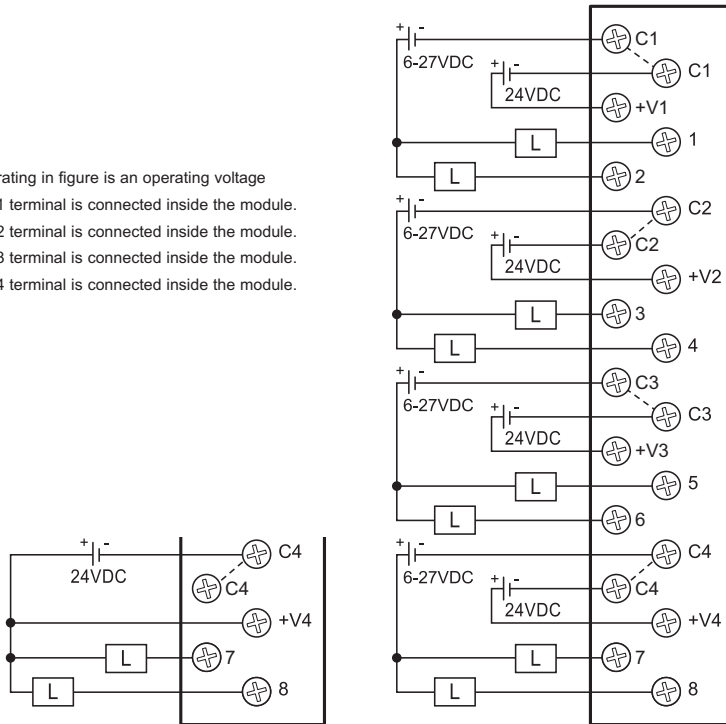 C1
6-27VDC
C1
24VDC
+V1
1
L
2
L
rating in figure is an operating voltage
1 terminal is connected inside the module.
2 terminal is connected inside the module.
3 terminal is connected inside the module.
4 terminal is connected inside the module.
C2
6-27VDC
C2
24VDC
+V2
L
3
L
4
C3
6-27VDC
C3
24VDC
+V3
L
5
L
6
C4
24VDC
C4
+V4
L
7
L
8
C4
6-27VDC
C4
24VDC
+V4
L
7
L
8